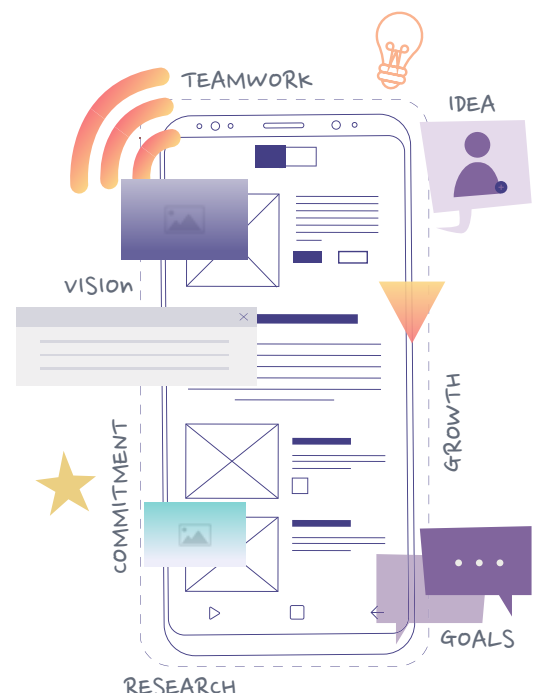 TEAMWORK
IDEA
VISION
GROWTH
COMMITMENT
GOALS
RESEARCH